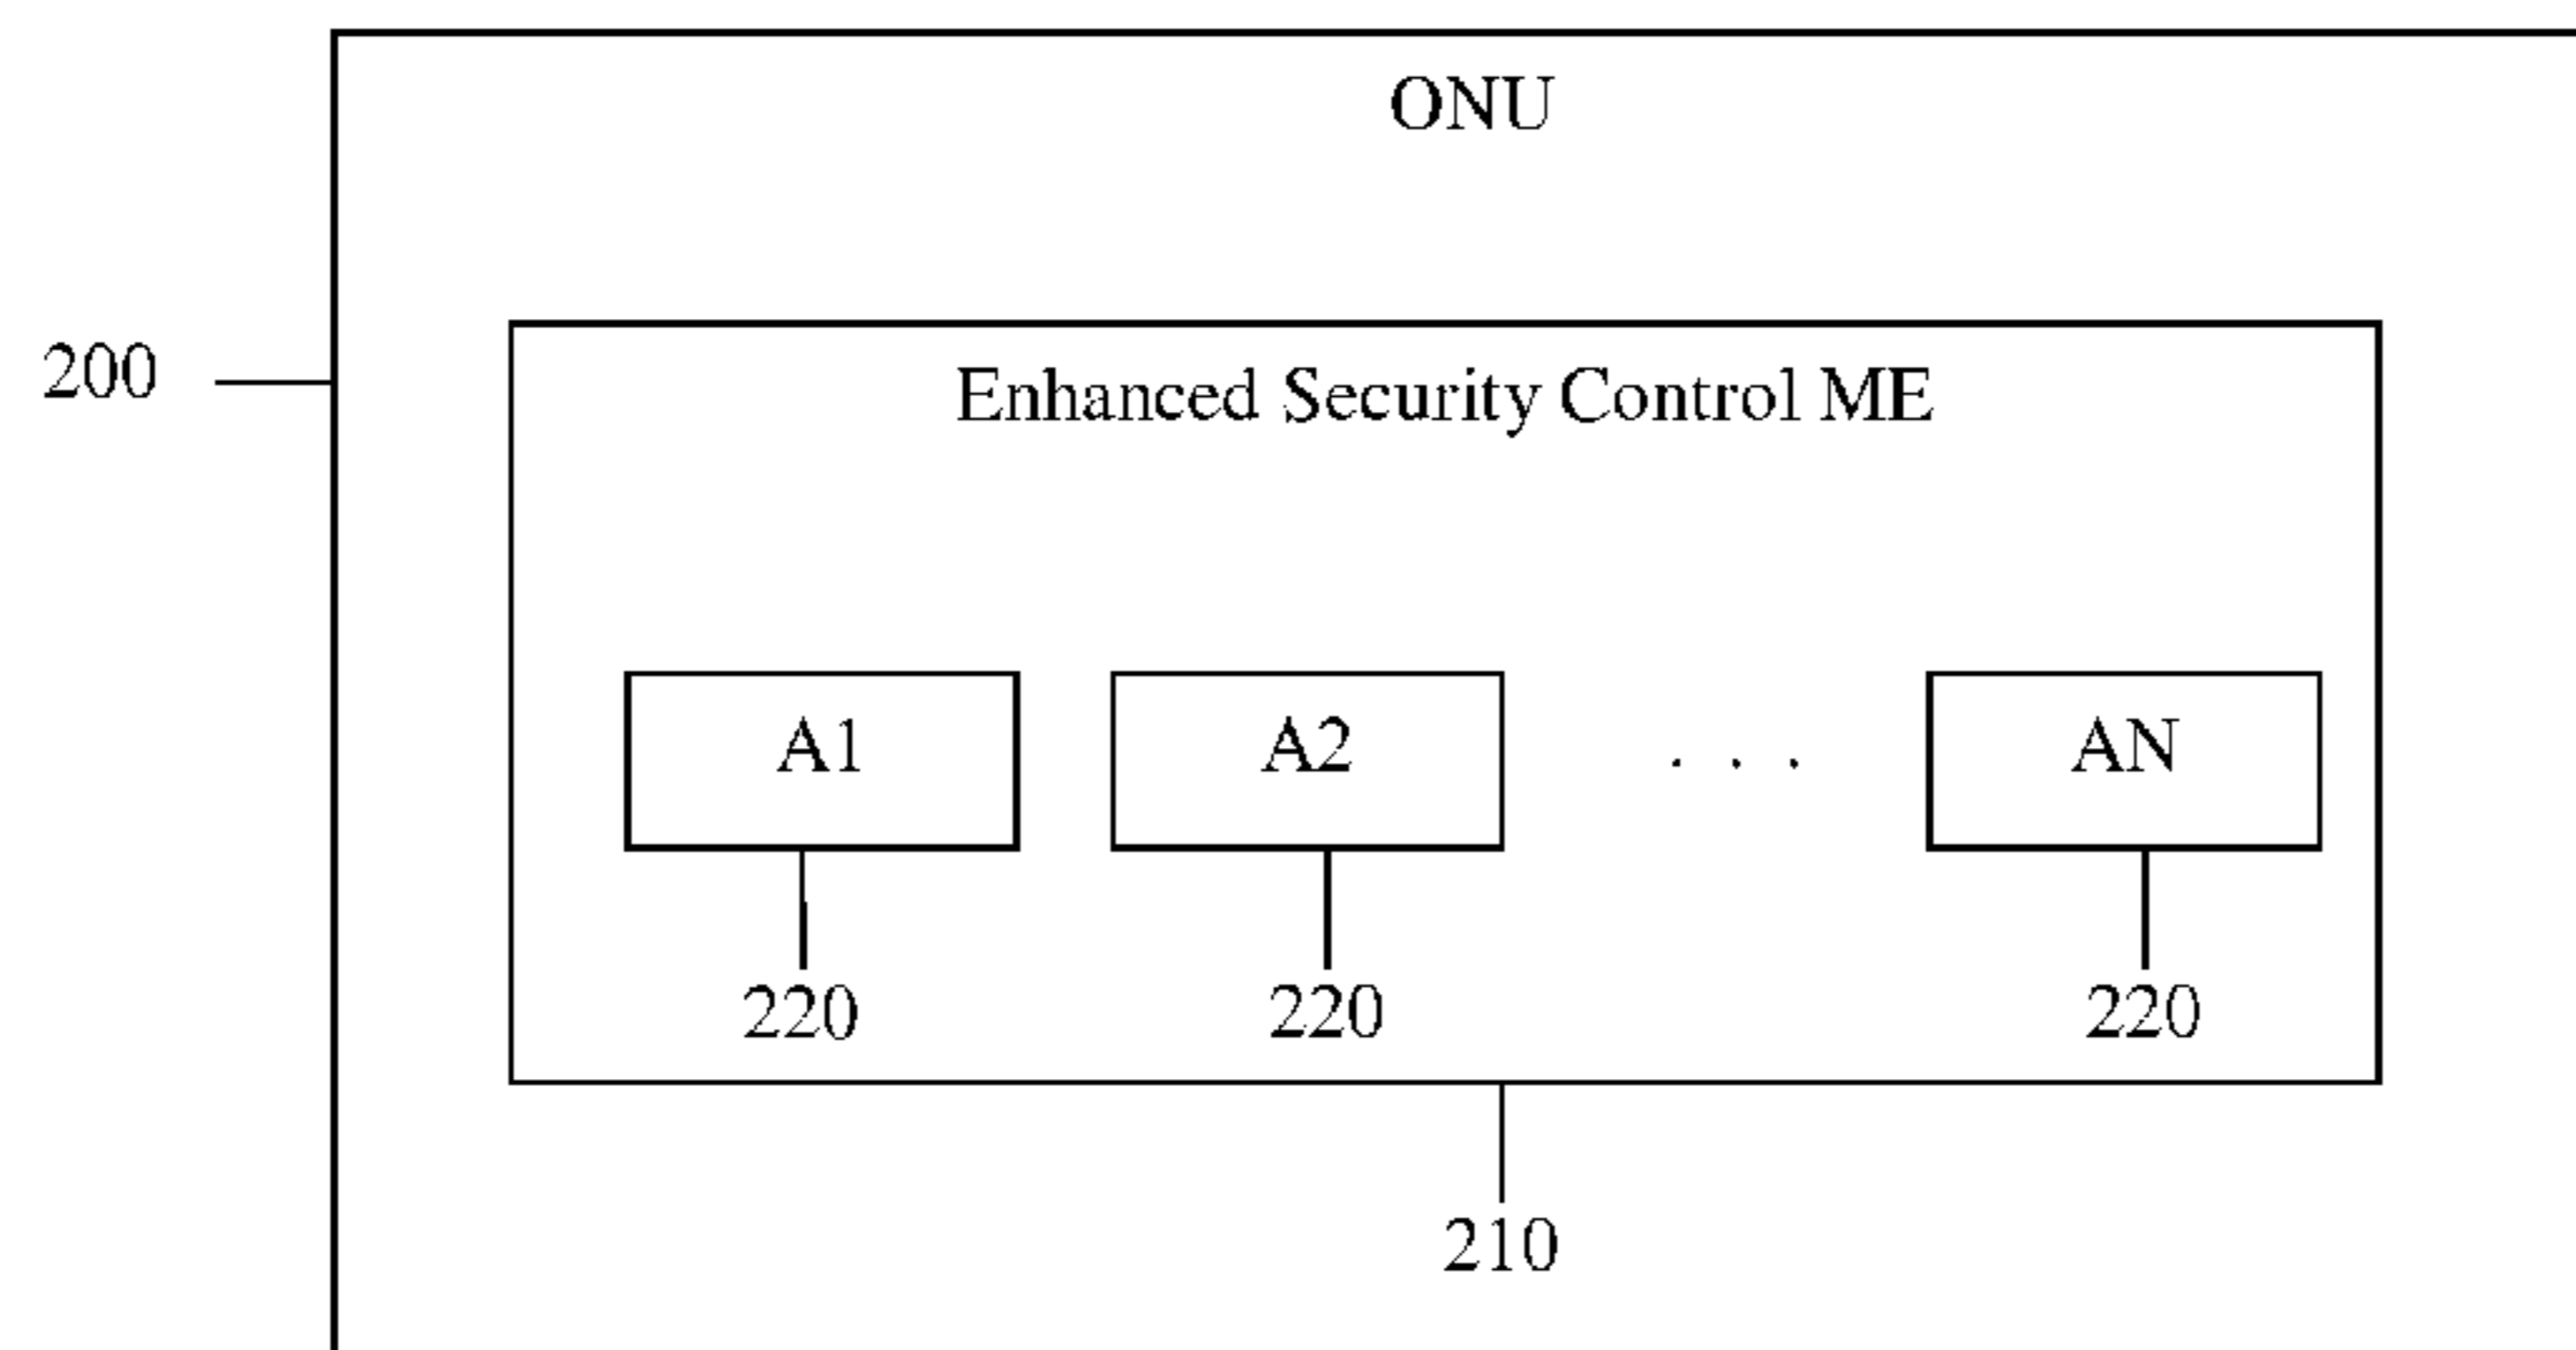 ONU
200
Enhanced Security Control ME
A1 A2 . . . AN
220 220 220
210